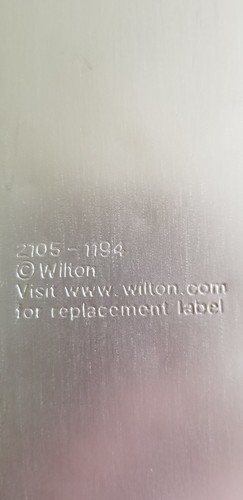 2105-1194
© Wilton
Visit www.wilton.com
for replacement label